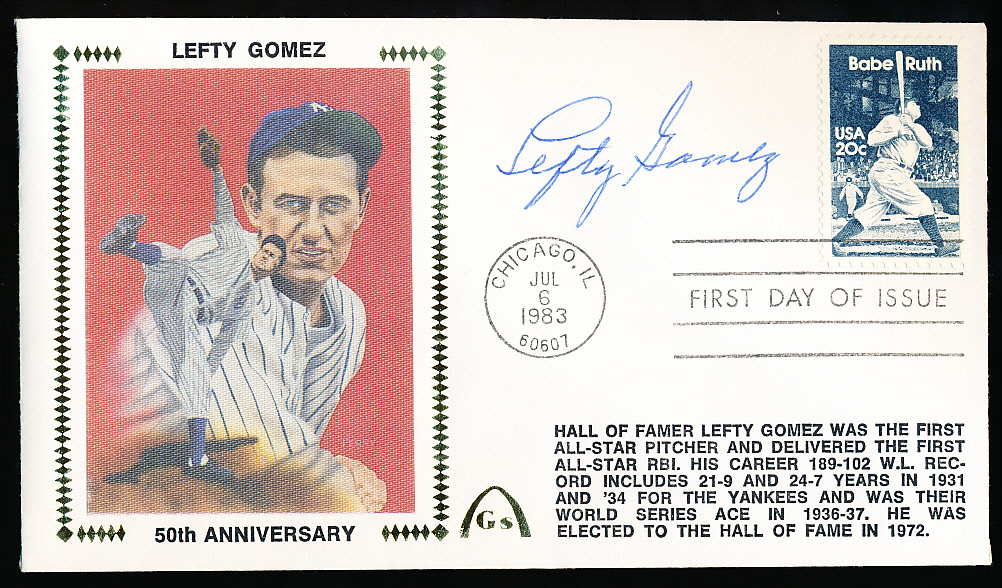 LEFTY GOMEZ
50th ANNIVERSARY
Lefty Gomez
Babe Ruth
USA
20c
CHICAGO, IL
JUL
6
1983
60607
FIRST DAY OF ISSUE
Gs
HALL OF FAMER LEFTY GOMEZ WAS THE FIRST
ALL-STAR PITCHER AND DELIVERED THE FIRST
ALL-STAR RBI. HIS CAREER 189-102 W.L. REC-
ORD INCLUDES 21-9 AND 24-7 YEARS IN 1931
AND '34 FOR THE YANKEES AND WAS THEIR
WORLD SERIES ACE IN 1936-37. HE WAS
ELECTED TO THE HALL OF FAME IN 1972.